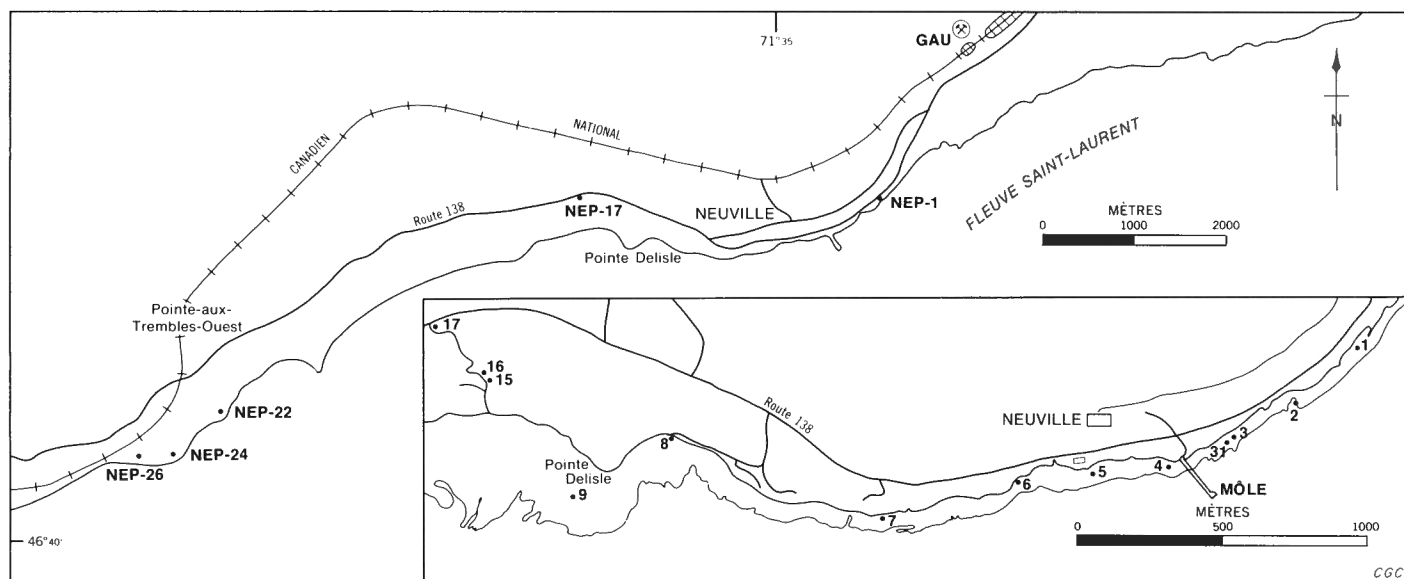 71°35
GAU
N
CANADIEN
NATIONAL
FLEUVE SAINT-LAURENT
Route 138
NEP-17
NEUVILLE
NEP-1
MÈTRES
0 1000 2000
Pointe Delisle
Pointe-aux-
Trembles-Ouest
NEP-22
NEP-24
NEP-26
46°40'
17
16
15
Route 138
NEUVILLE
1
2
3
31
4
5
6
7
8
Pointe
Delisle
9
MÔLE
MÈTRES
0 500 1000
CGC